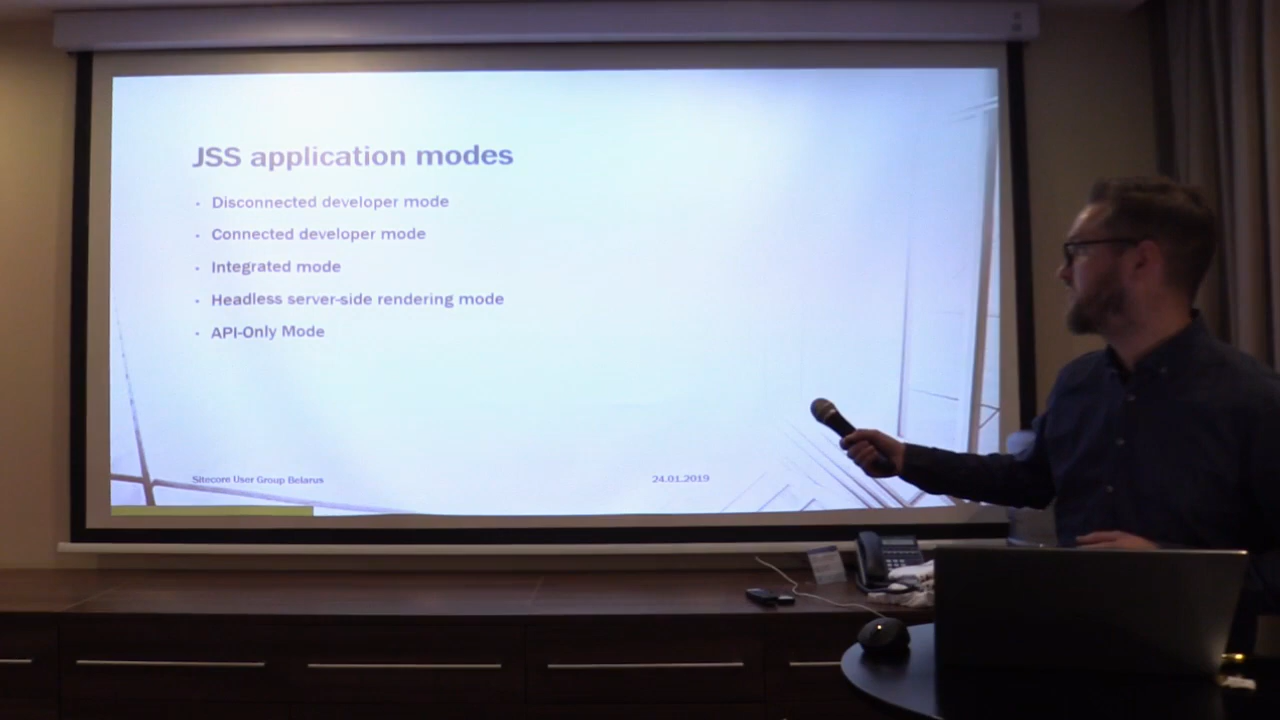 JSS application modes
• Disconnected developer mode
• Connected developer mode
• Integrated mode
• Headless server-side rendering mode
• API-Only Mode
Sitecore User Group Belarus
24.01.2019